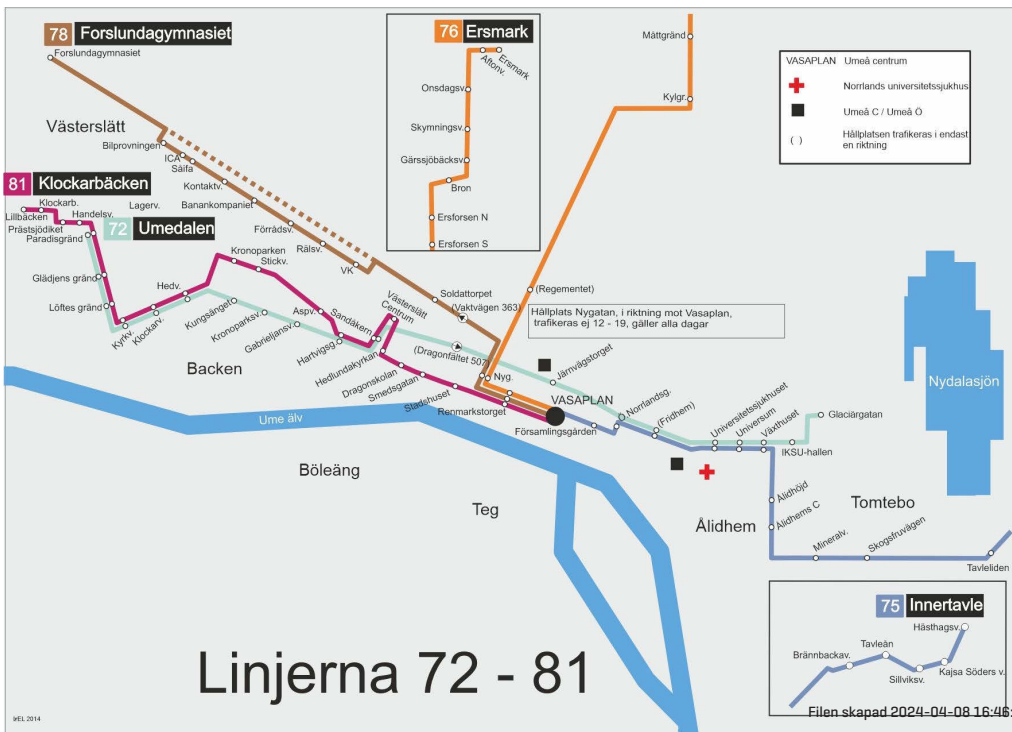 78 Forslundagymnasiet
Forslundagymnasiet
76 Ersmark
Ersmark
Aftonv.
Onsdagsv.
Skymningsv.
Gärssjöbäcksv.
Bron
Ersforsen N
Ersforsen S
Måttgränd
Kylgr.
VASAPLAN Umeå centrum
Norrlands universitetssjukhus
Umeå C / Umeå Ö
( ) Hållplatsen trafikeras i endast
en riktning
Västerslätt
Bilprovningen
ICA
Säifa
Kontaktv.
Lagerv.
Banankompaniet
Förrådsv.
Rälsv.
VK
Soldattorpet
(Vaktvägen 363)
81 Klockarbäcken
Lillbäcken
Klockarb.
Prästsjödiket
Handelsv.
Paradisgränd
72 Umedalen
Glädjens gränd
Löftes gränd
Kyrkv.
Klockarv.
Hedv.
Kungsänget
Kronoparken
Stickv.
Kronoparksv.
Gabrieljansv.
Aspv.
Hartvigsg.
Sandåkern
Västerslätt
Centrum
Hedlundakyrkan
Dragonskolan
Smedsgatan
Stadshuset
Renmarkstorget
(Dragonfältet 507)
Nyg.
(Regementet)
Hållplats Nygatan, i riktning mot Vasaplan,
trafikeras ej 12 - 19, gäller alla dagar
Järnvägstorget
VASAPLAN
Församlingsgården
Norrlandsg.
(Fridhem)
Universitetssjukhuset
Universum
Växthuset
IKSU-hallen
Glaciärgatan
Nydalasjön
Backen
Ume älv
Böleäng
Teg
Ålidhem
Tomtebo
Ålidhöjd
Ålidhems C
Mineralv.
Skogsfruvägen
Tavleliden
75 Innertavle
Hästhagsv.
Tavleån
Brännbackav.
Sillviksv.
Kajsa Söders v.
Linjerna 72 - 81
Filen skapad 2024-04-08 16:46:
IrEL 2014